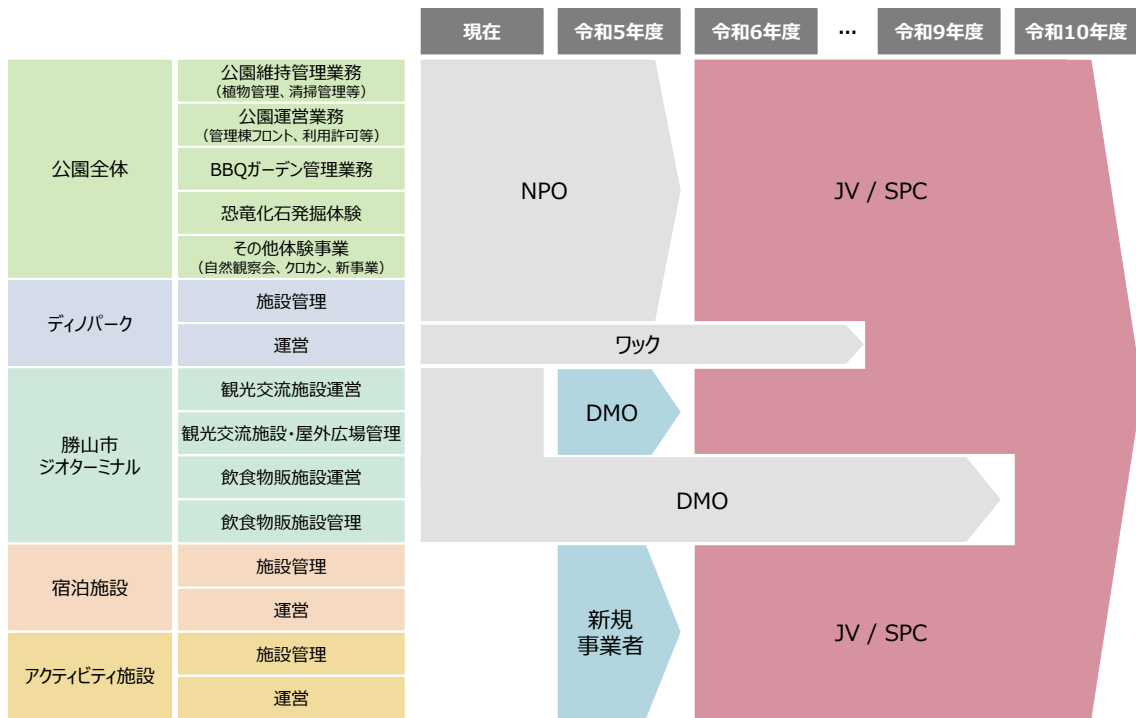 現在
令和5年度
令和6年度
…
令和9年度
令和10年度
公園全体
公園維持管理業務
（植物管理、清掃管理等）
公園運営業務
（管理棟フロント、利用許可等）
BBQガーデン管理業務
恐竜化石発掘体験
その他体験事業
（自然観察会、クロカン、新事業）
NPO
JV / SPC
ディノパーク
施設管理
運営
ワック
勝山市
ジオターミナル
観光交流施設運営
観光交流施設・屋外広場管理
飲食物販施設運営
飲食物販施設管理
DMO
DMO
宿泊施設
施設管理
運営
アクティビティ施設
施設管理
運営
新規
事業者
JV / SPC